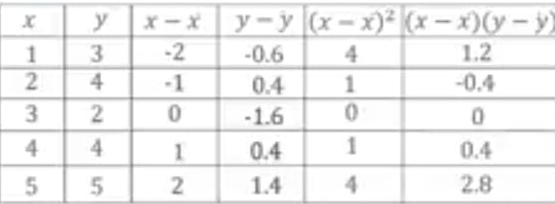 x y x − x̄ y − ȳ (x − x̄)² (x − x̄)(y − ȳ)
1 3 -2 -0.6 4 1.2
2 4 -1 0.4 1 -0.4
3 2 0 -1.6 0 0
4 4 1 0.4 1 0.4
5 5 2 1.4 4 2.8